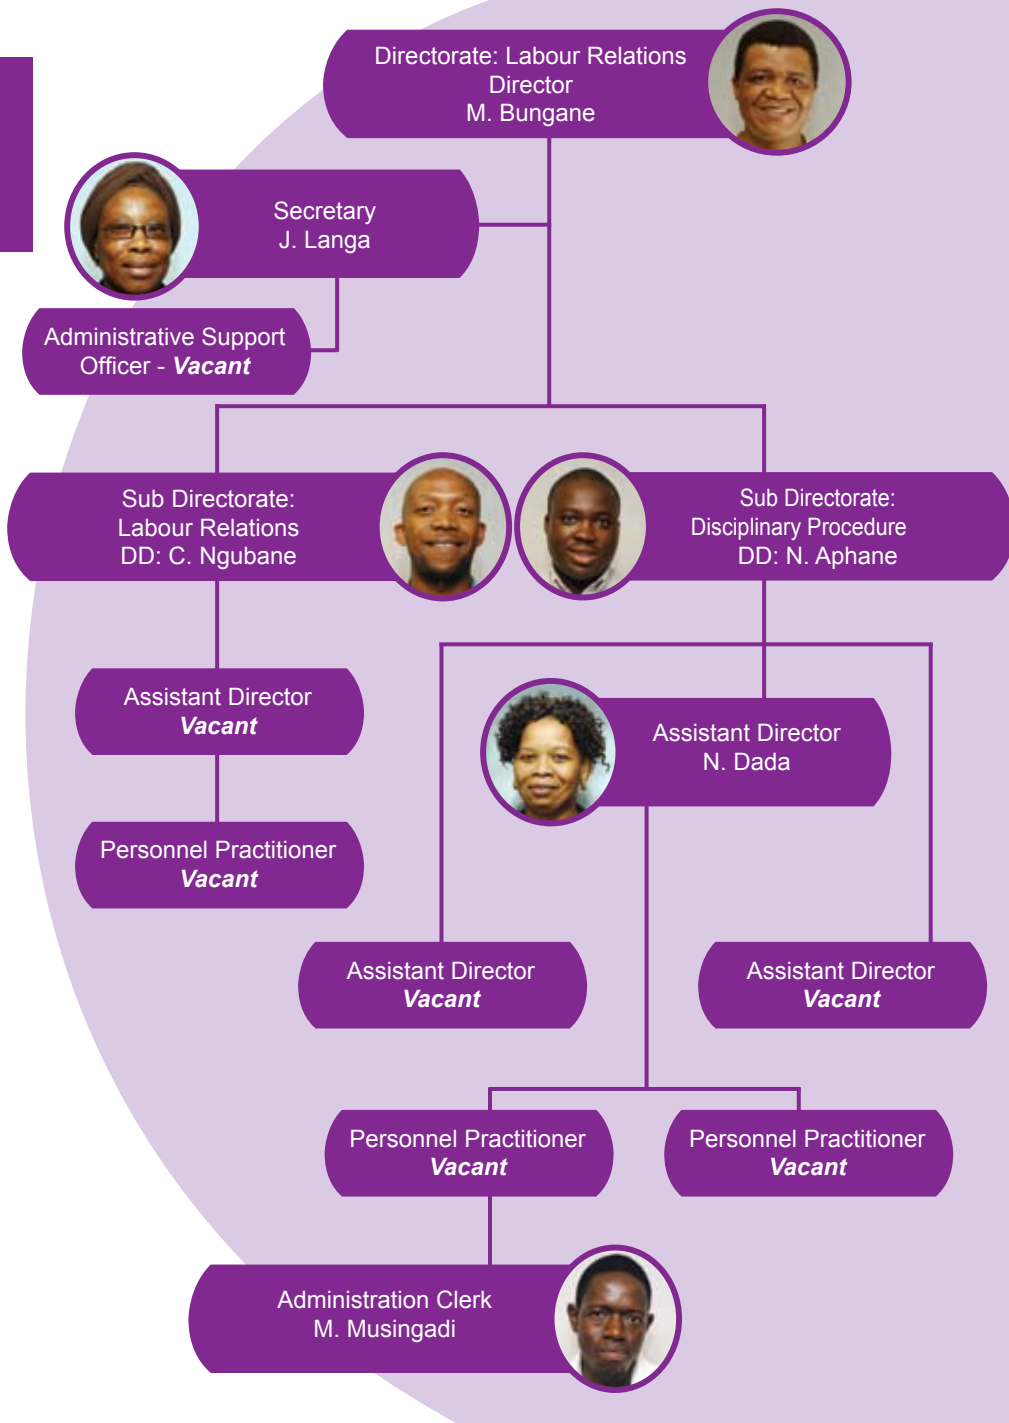 Directorate: Labour Relations
Director
M. Bungane
Secretary
J. Langa
Administrative Support
Officer - Vacant
Sub Directorate:
Labour Relations
DD: C. Ngubane
Sub Directorate:
Disciplinary Procedure
DD: N. Aphane
Assistant Director
Vacant
Assistant Director
N. Dada
Personnel Practitioner
Vacant
Assistant Director
Vacant
Assistant Director
Vacant
Personnel Practitioner
Vacant
Personnel Practitioner
Vacant
Administration Clerk
M. Musingadi